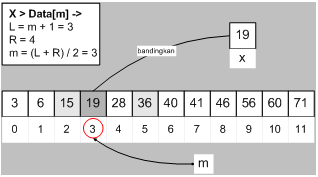 X > Data[m] ->
L = m + 1 = 3
R = 4
m = (L + R) / 2 = 3
19
bandingkan
x
3 6 15 19 28 36 40 41 46 56 60 71
0 1 2 3 4 5 6 7 8 9 10 11
m